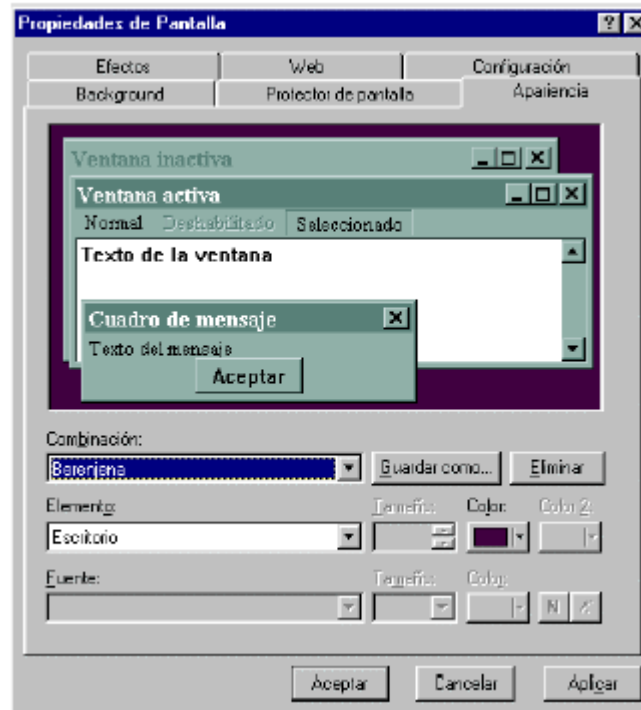 Propiedades de Pantalla
Efectos Web Configuración
Background Protector de pantalla Apariencia
Ventana inactiva
Ventana activa
Normal Deshabilitado Seleccionado
Texto de la ventana
Cuadro de mensaje
Texto del mensaje
Aceptar
Combinación:
Berenjena Guardar como... Eliminar
Elemento: Tamaño: Color: Color 2:
Escritorio
Fuente: Tamaño: Color:
N K
Aceptar Cancelar Aplicar